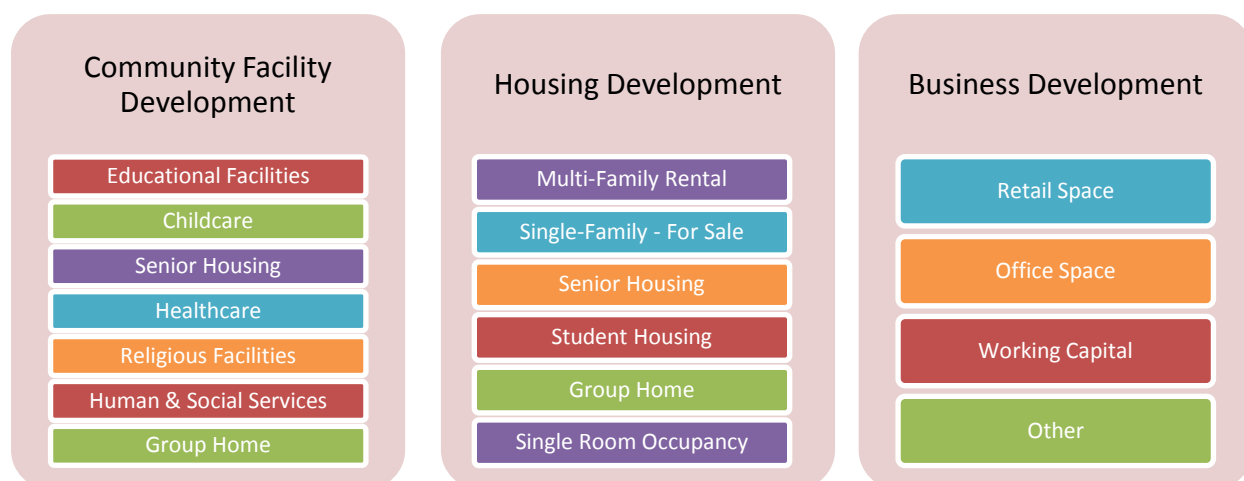 Community Facility
Development
Educational Facilities
Childcare
Senior Housing
Healthcare
Religious Facilities
Human & Social Services
Group Home
Housing Development
Multi-Family Rental
Single-Family - For Sale
Senior Housing
Student Housing
Group Home
Single Room Occupancy
Business Development
Retail Space
Office Space
Working Capital
Other